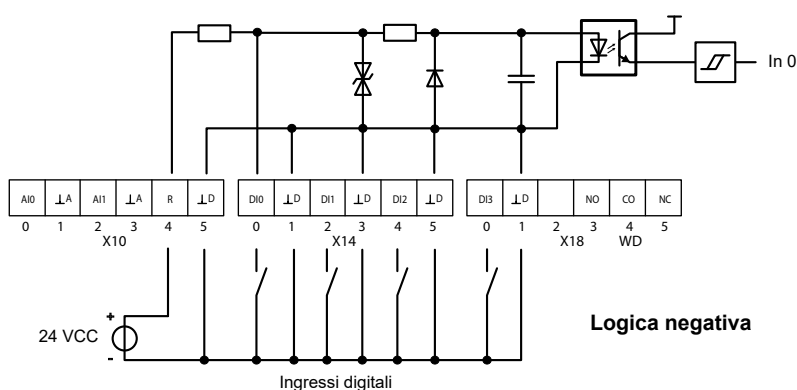 In 0
AI0 ⊥A AI1 ⊥A R ⊥D DI0 ⊥D DI1 ⊥D DI2 ⊥D DI3 ⊥D NO CO NC
0 1 2 3 4 5 0 1 2 3 4 5 0 1 2 3 4 5
X10 X14 X18 WD
+
24 VCC
-
Logica negativa
Ingressi digitali